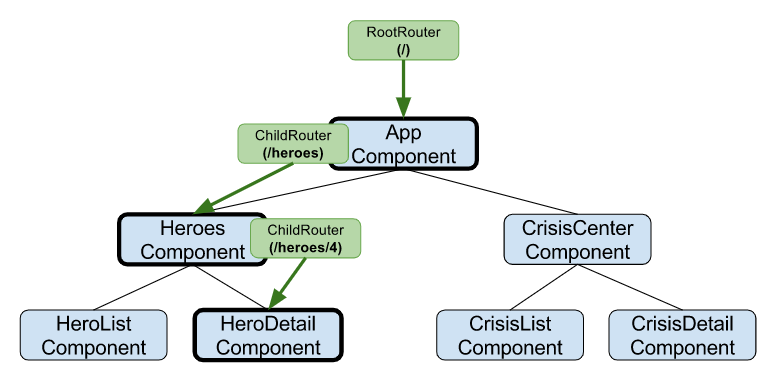 RootRouter
(/)
ChildRouter
(/heroes)
App
Component
Heroes
Component
ChildRouter
(/heroes/4)
CrisisCenter
Component
HeroList
Component
HeroDetail
Component
CrisisList
Component
CrisisDetail
Component